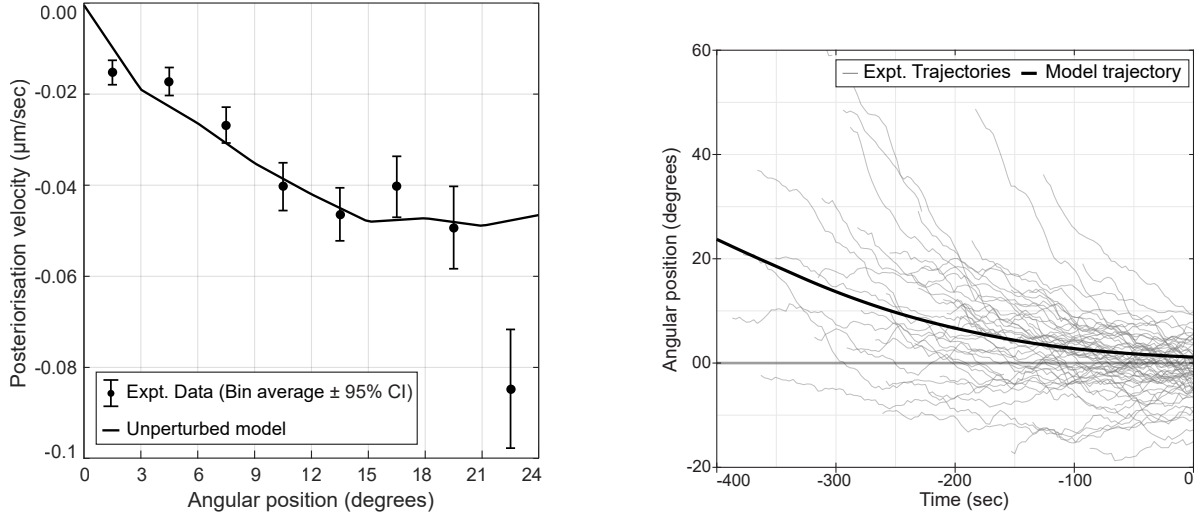 0.00
-0.02
-0.04
-0.06
-0.08
-0.1
Posteriorisation velocity (μm/sec)
Expt. Data (Bin average ± 95% CI)
Unperturbed model
0 3 6 9 12 15 18 21 24
Angular position (degrees)
60
40
20
00
-20
Angular position (degrees)
Expt. Trajectories Model trajectory
-400 -300 -200 -100 0
Time (sec)